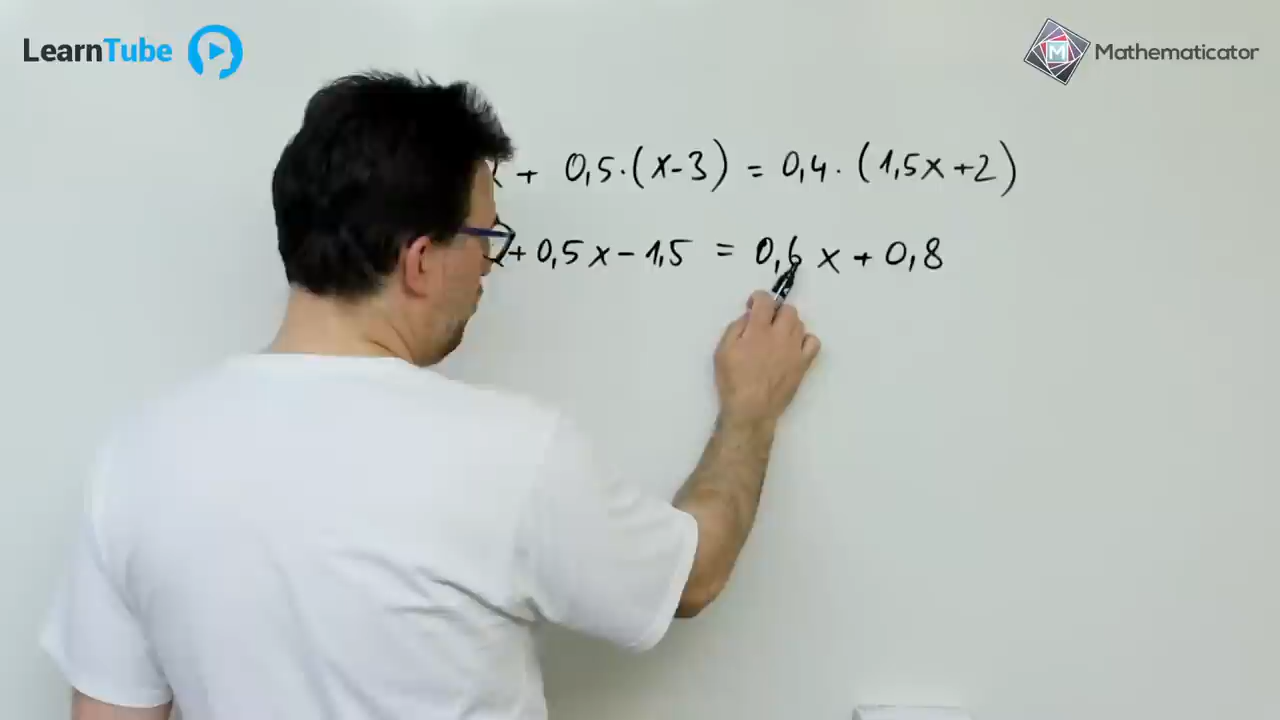 LearnTube
Mathematicator
+ 0,5·(x-3) = 0,4·(1,5x+2)
+ 0,5x - 1,5 = 0,6x + 0,8